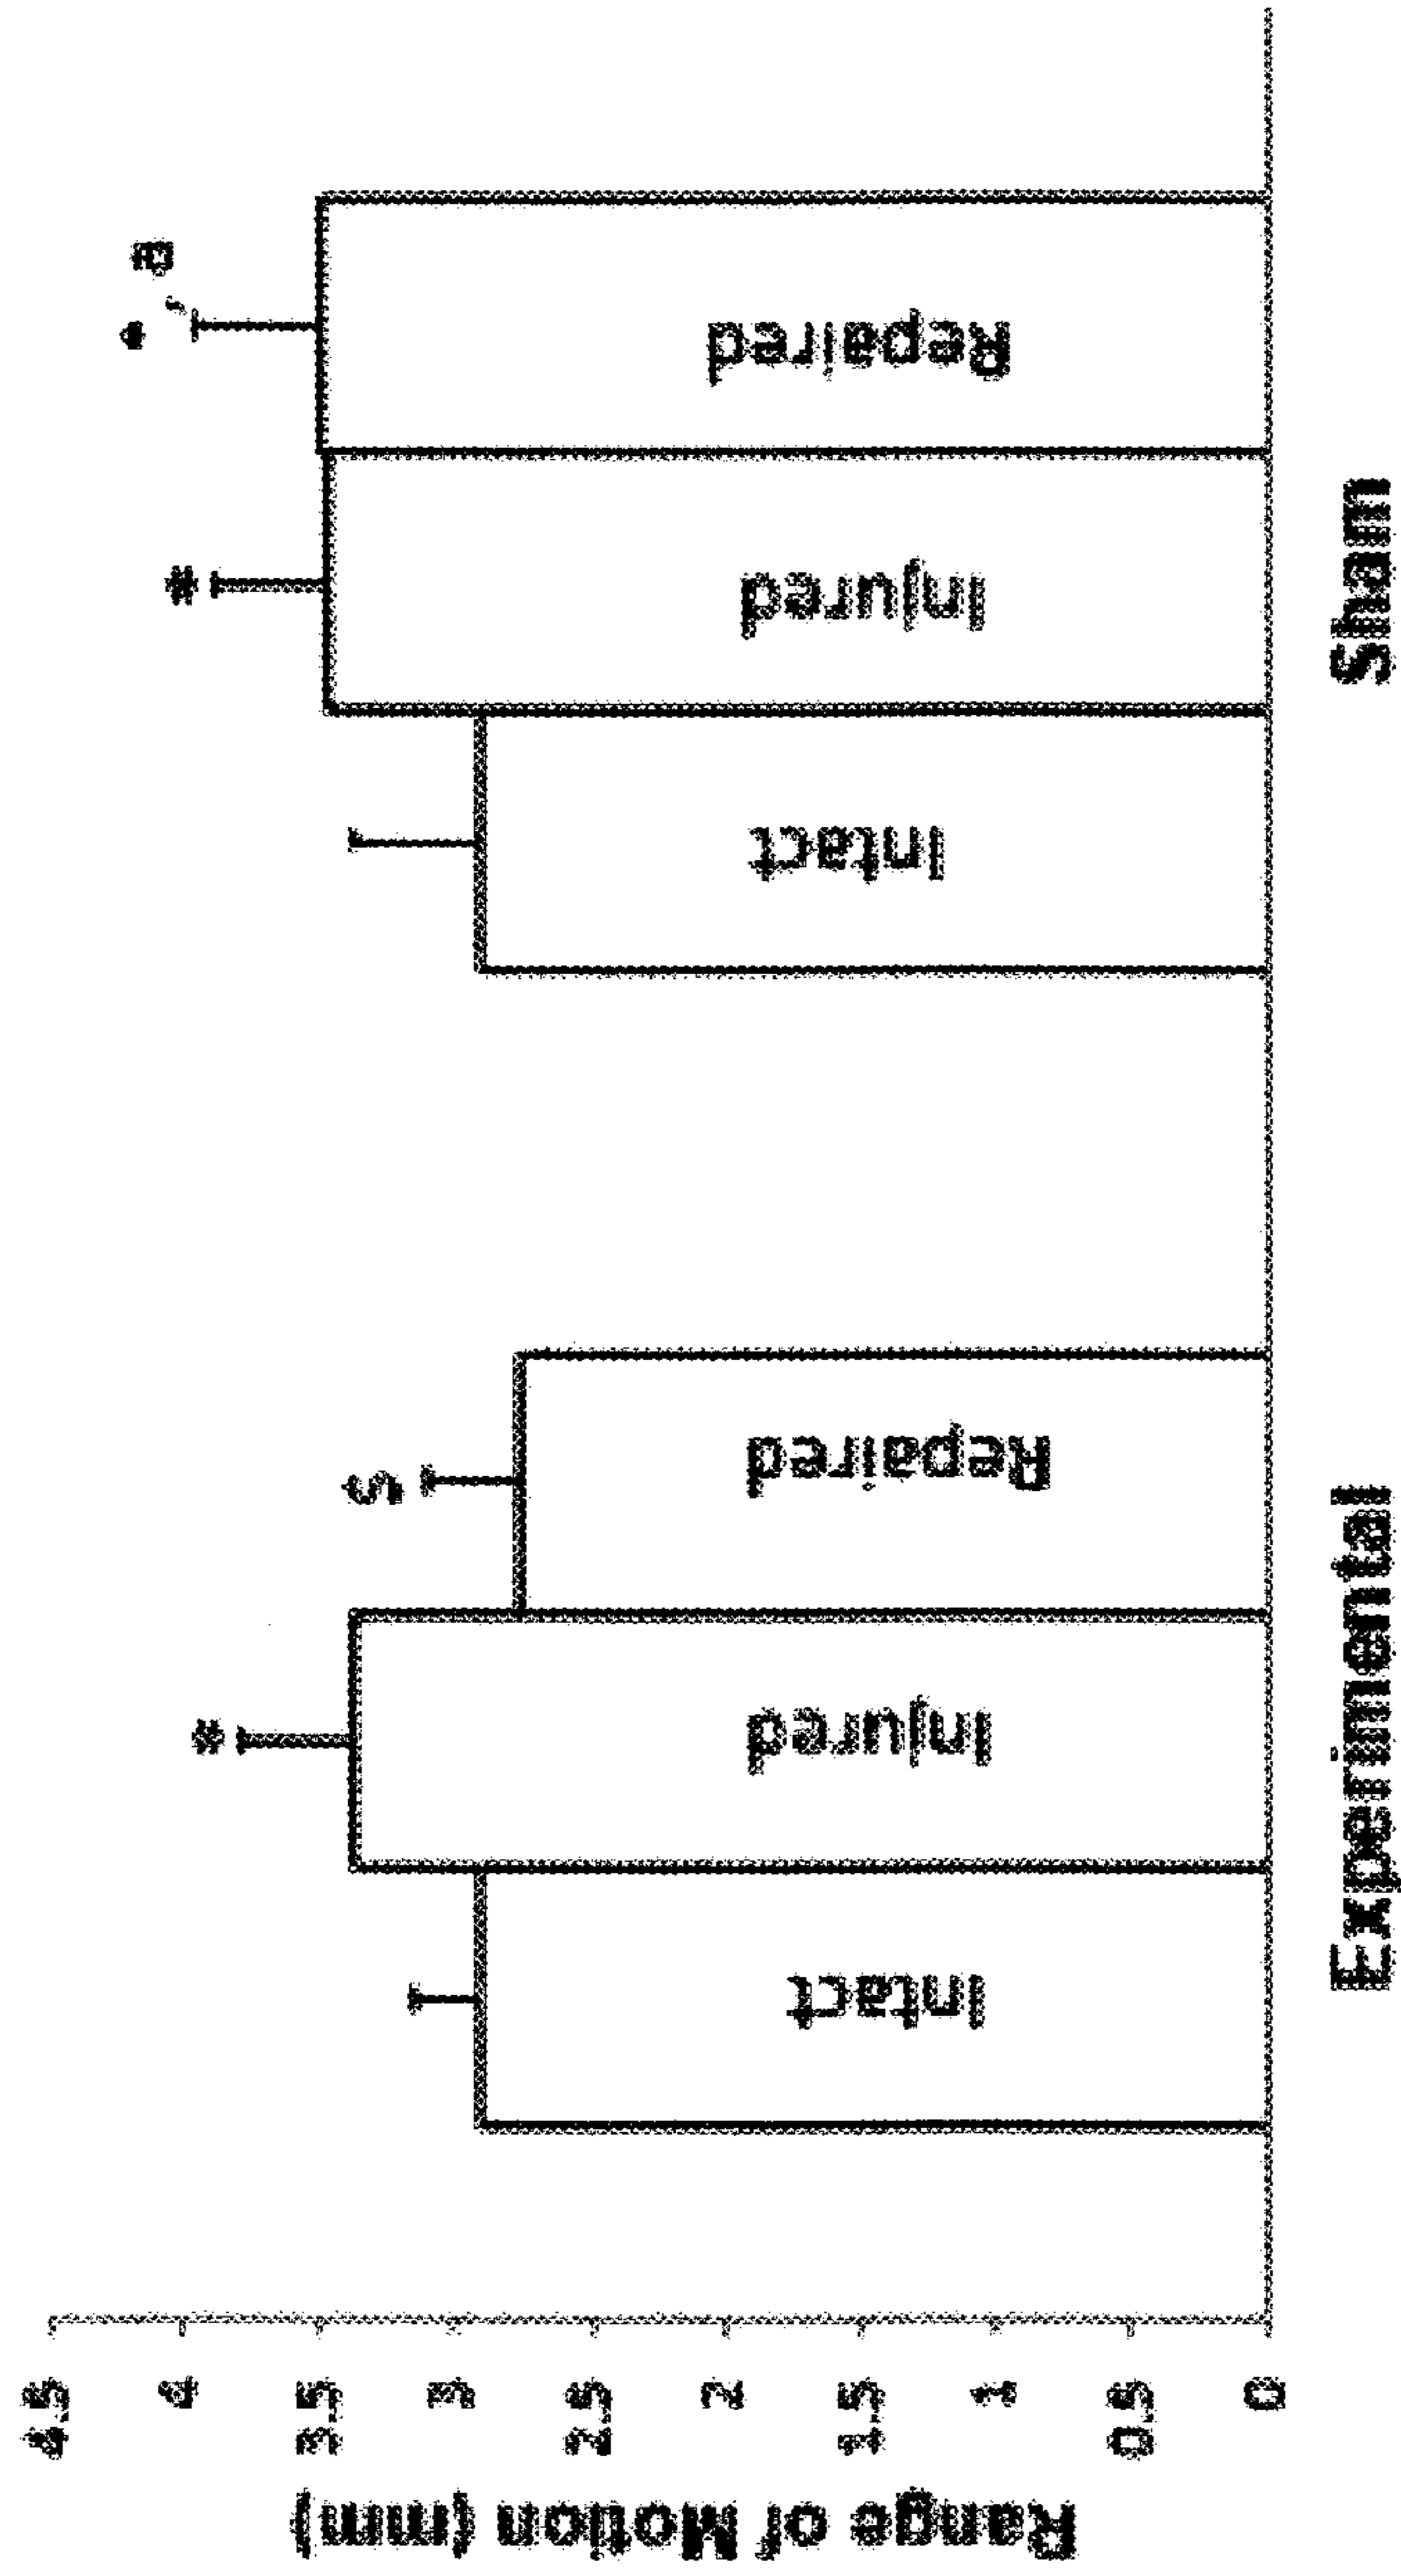 Range of Motion (mm)
4.5
4
3.5
3
2.5
2
1.5
1
0.5
0
Intact
Injured
*
Repaired
$
Intact
Injured
*
Repaired
Experimental
Sham